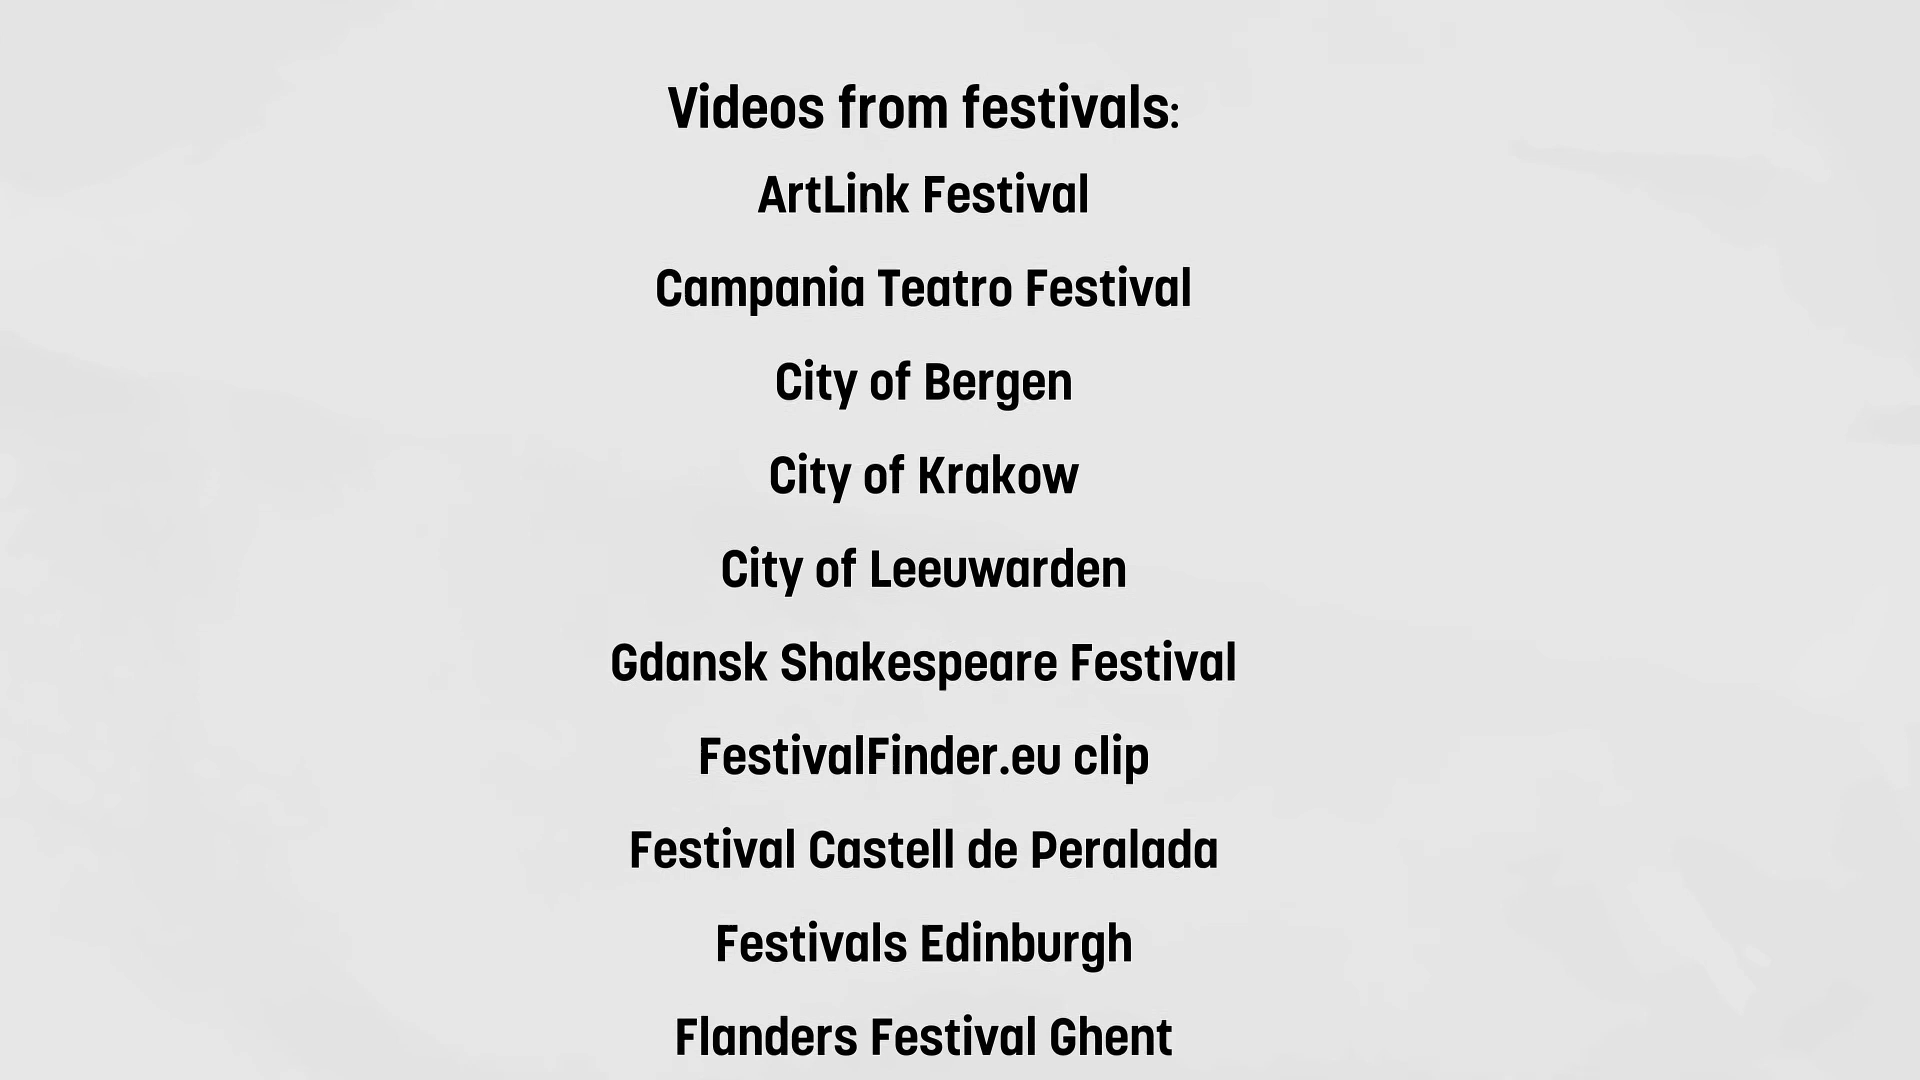 Videos from festivals:
ArtLink Festival
Campania Teatro Festival
City of Bergen
City of Krakow
City of Leeuwarden
Gdansk Shakespeare Festival
FestivalFinder.eu clip
Festival Castell de Peralada
Festivals Edinburgh
Flanders Festival Ghent